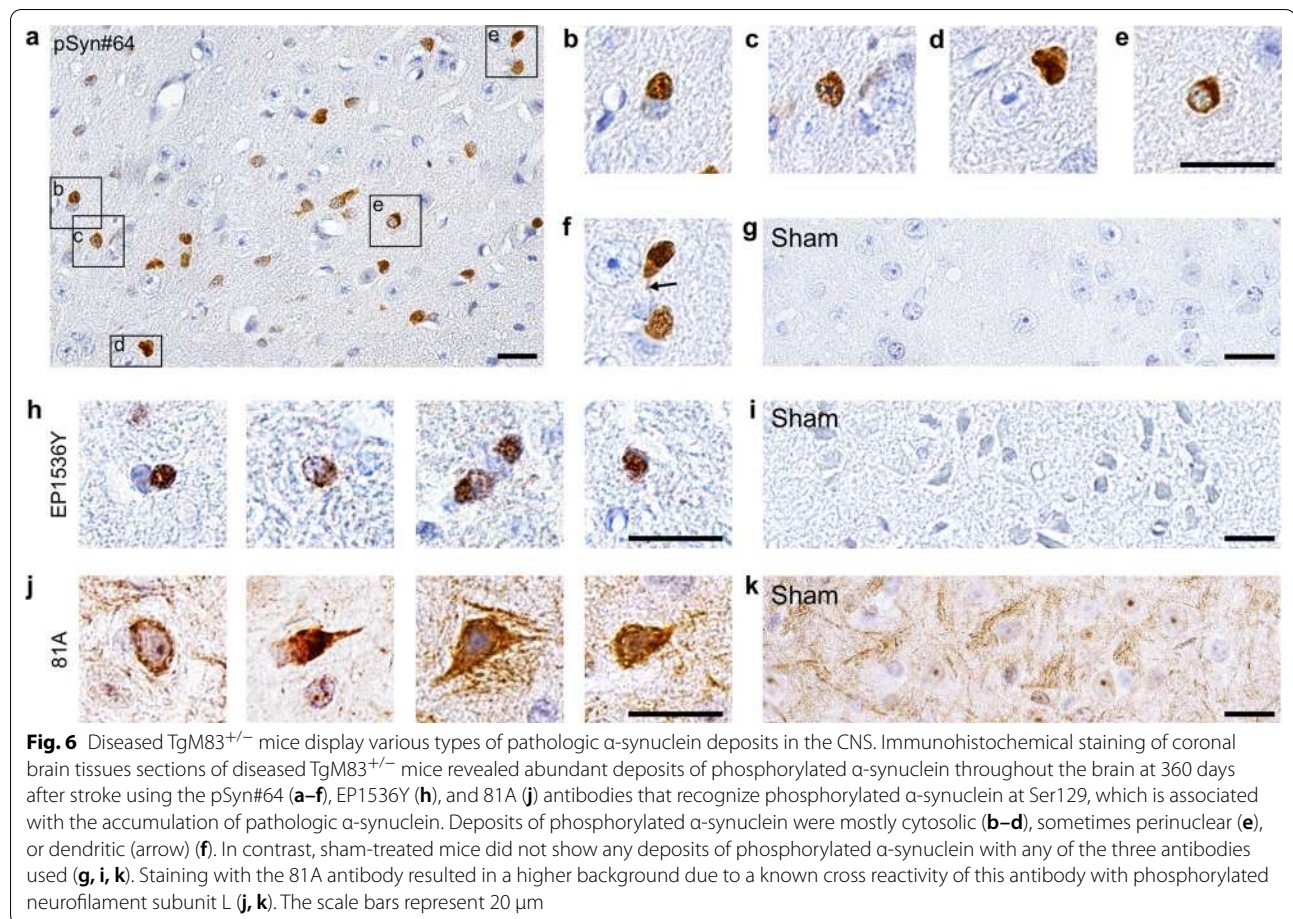 a pSyn#64 e b c d e
b
c
e
d
f g Sham
h EP1536Y i Sham
j 81A k Sham
Fig. 6 Diseased TgM83+/− mice display various types of pathologic α-synuclein deposits in the CNS. Immunohistochemical staining of coronal
brain tissues sections of diseased TgM83+/− mice revealed abundant deposits of phosphorylated α-synuclein throughout the brain at 360 days
after stroke using the pSyn#64 (a–f), EP1536Y (h), and 81A (j) antibodies that recognize phosphorylated α-synuclein at Ser129, which is associated
with the accumulation of pathologic α-synuclein. Deposits of phosphorylated α-synuclein were mostly cytosolic (b–d), sometimes perinuclear (e),
or dendritic (arrow) (f). In contrast, sham-treated mice did not show any deposits of phosphorylated α-synuclein with any of the three antibodies
used (g, i, k). Staining with the 81A antibody resulted in a higher background due to a known cross reactivity of this antibody with phosphorylated
neurofilament subunit L (j, k). The scale bars represent 20 μm